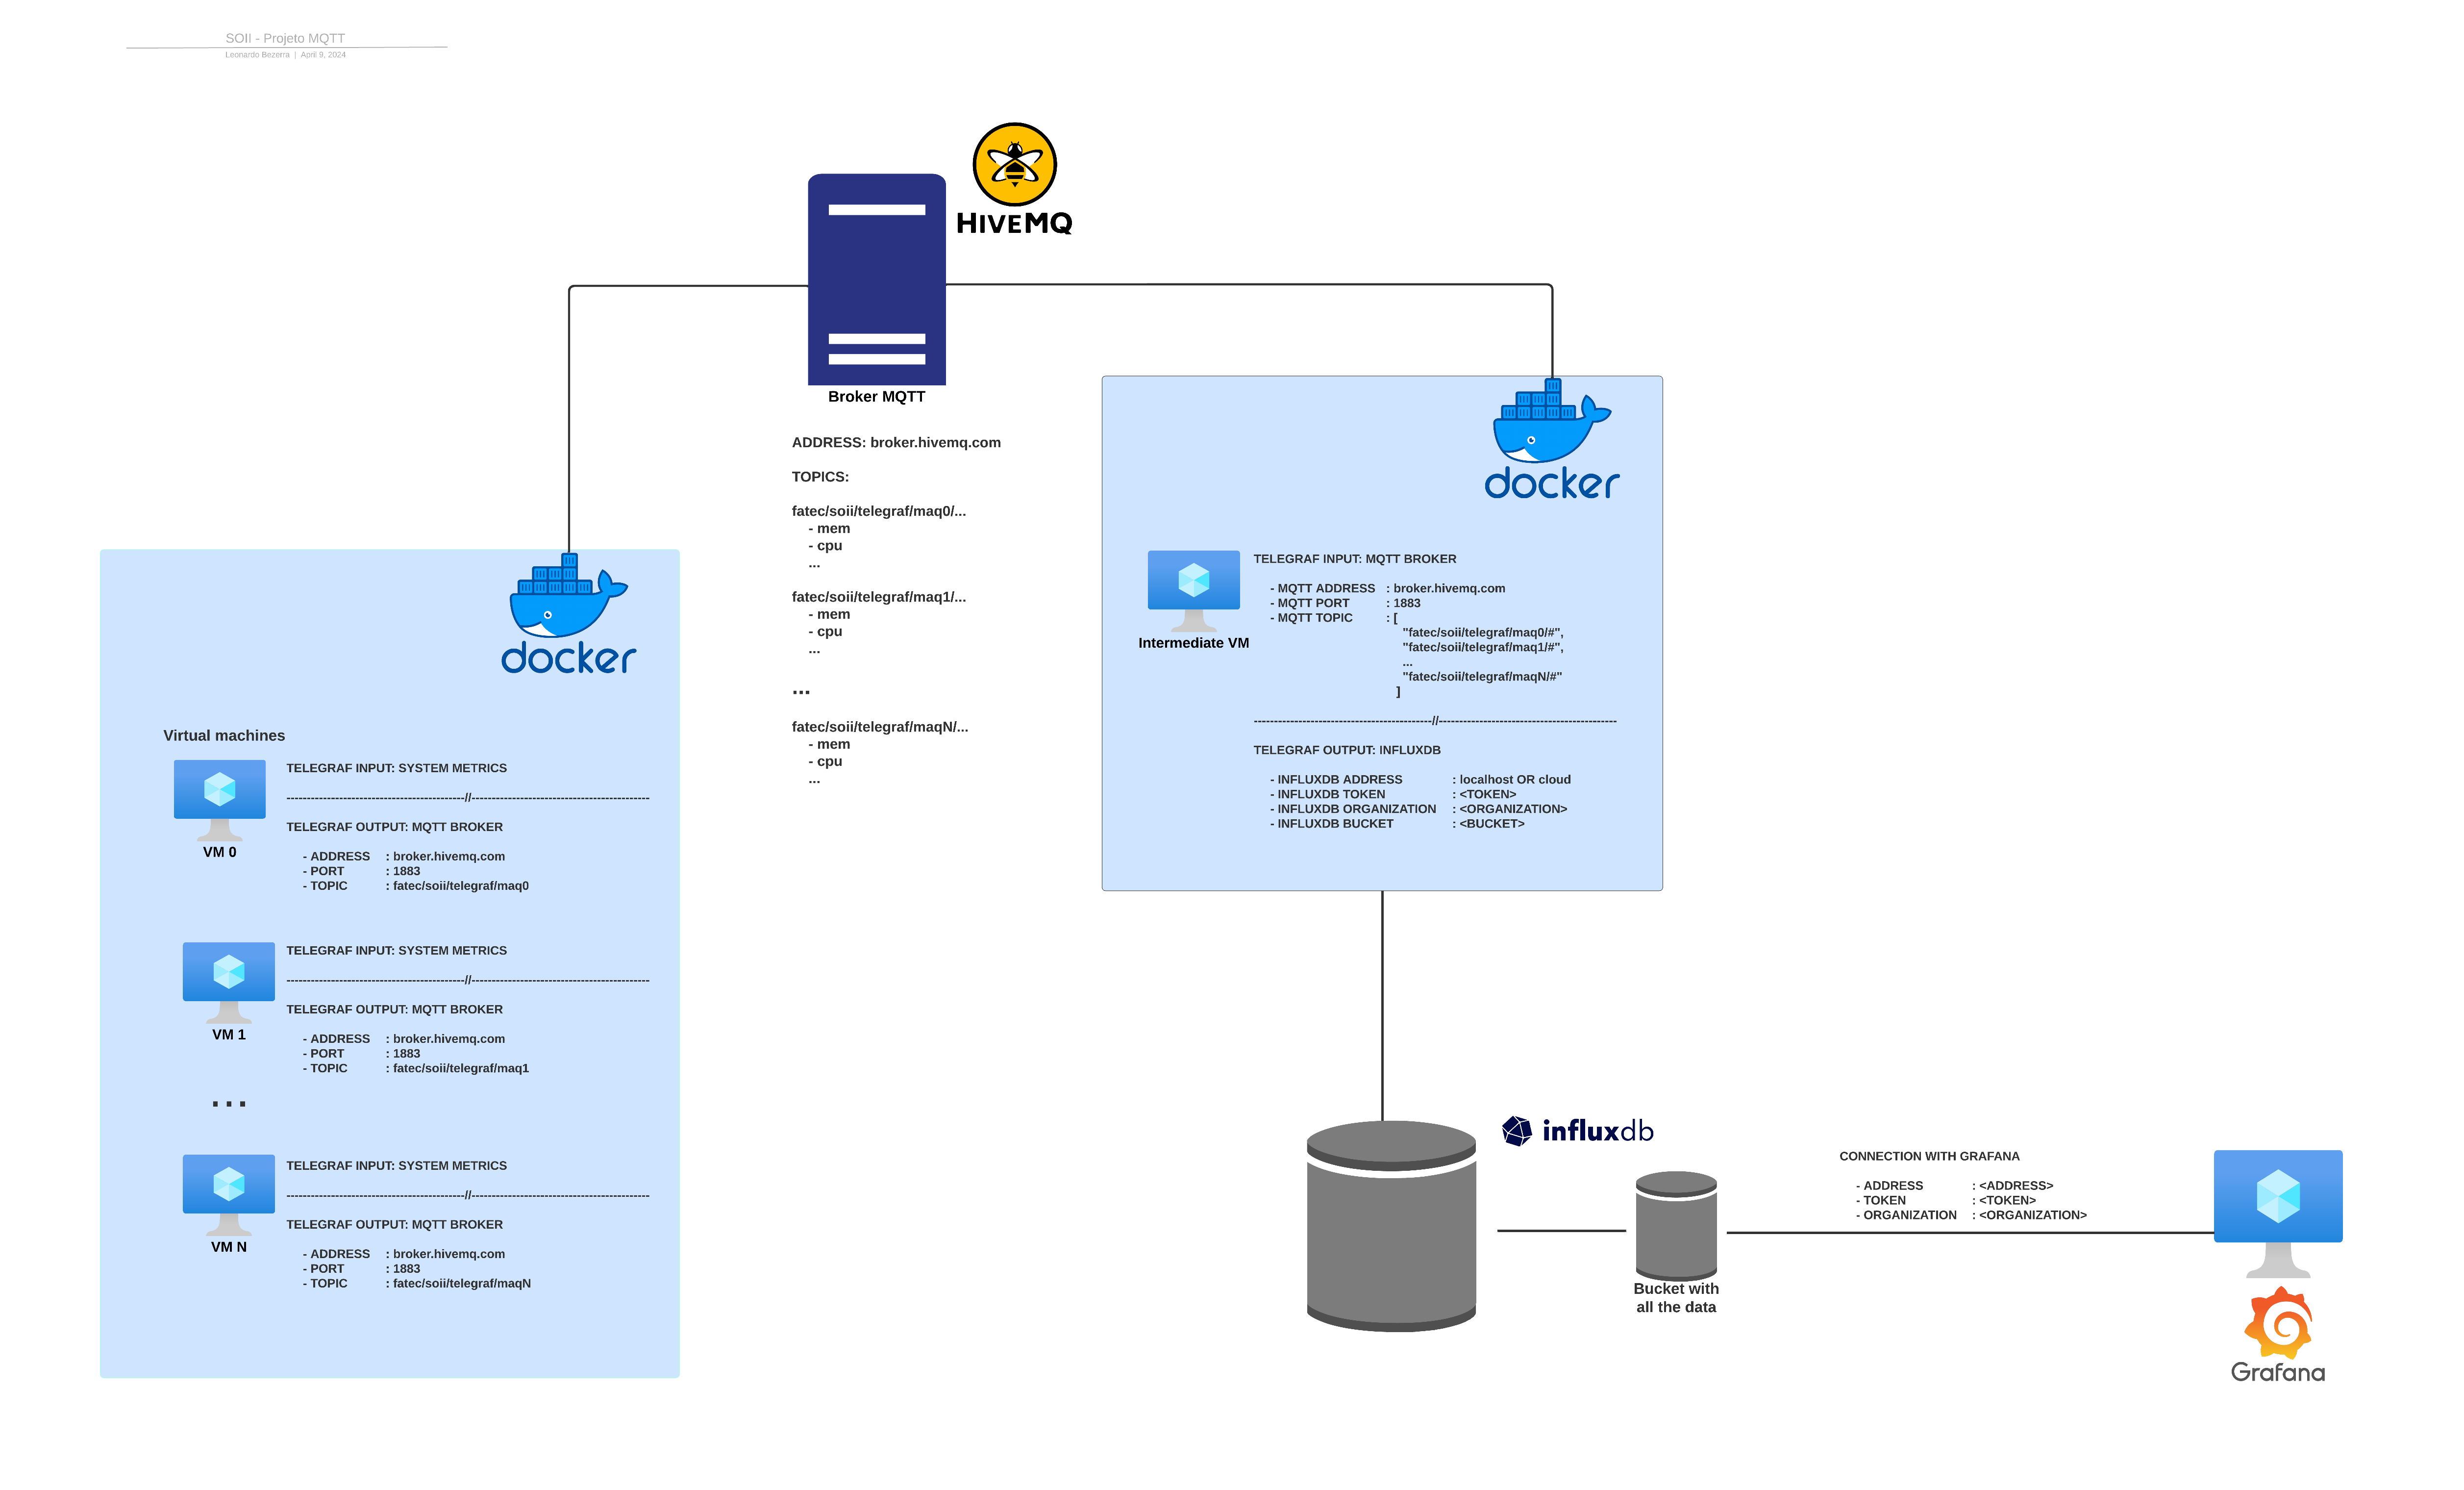 SOII - Projeto MQTT
Leonardo Bezerra | April 9, 2024
HIVEMQ
Broker MQTT
ADDRESS: broker.hivemq.com
TOPICS:
fatec/soii/telegraf/maq0/...
- mem
- cpu
...
fatec/soii/telegraf/maq1/...
- mem
- cpu
...
...
fatec/soii/telegraf/maqN/...
- mem
- cpu
...
docker
Virtual machines
VM 0
TELEGRAF INPUT: SYSTEM METRICS
--------------------------------------------//--------------------------------------------
TELEGRAF OUTPUT: MQTT BROKER
- ADDRESS : broker.hivemq.com
- PORT : 1883
- TOPIC : fatec/soii/telegraf/maq0
VM 1
TELEGRAF INPUT: SYSTEM METRICS
--------------------------------------------//--------------------------------------------
TELEGRAF OUTPUT: MQTT BROKER
- ADDRESS : broker.hivemq.com
- PORT : 1883
- TOPIC : fatec/soii/telegraf/maq1
...
VM N
TELEGRAF INPUT: SYSTEM METRICS
--------------------------------------------//--------------------------------------------
TELEGRAF OUTPUT: MQTT BROKER
- ADDRESS : broker.hivemq.com
- PORT : 1883
- TOPIC : fatec/soii/telegraf/maqN
docker
Intermediate VM
TELEGRAF INPUT: MQTT BROKER
- MQTT ADDRESS : broker.hivemq.com
- MQTT PORT : 1883
- MQTT TOPIC : [
"fatec/soii/telegraf/maq0/#",
"fatec/soii/telegraf/maq1/#",
...
"fatec/soii/telegraf/maqN/#"
]
--------------------------------------------//--------------------------------------------
TELEGRAF OUTPUT: INFLUXDB
- INFLUXDB ADDRESS : localhost OR cloud
- INFLUXDB TOKEN : <TOKEN>
- INFLUXDB ORGANIZATION : <ORGANIZATION>
- INFLUXDB BUCKET : <BUCKET>
influxdb
Bucket with
all the data
CONNECTION WITH GRAFANA
- ADDRESS : <ADDRESS>
- TOKEN : <TOKEN>
- ORGANIZATION : <ORGANIZATION>
Grafana